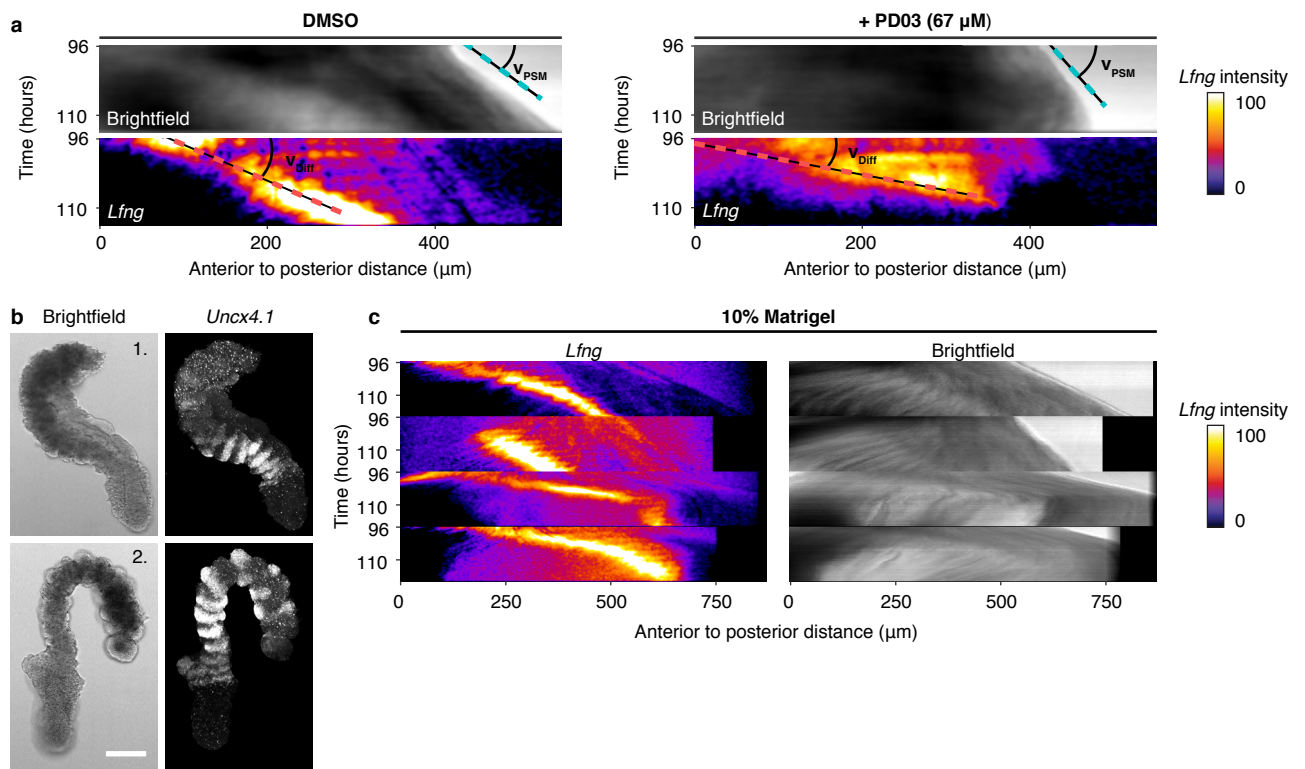 a
DMSO
+ PD03 (67 µM)
96
110
Time (hours)
Brightfield
vPSM
96
110
Lfng
vDiff
0
200
400
Anterior to posterior distance (µm)
96
110
Time (hours)
Brightfield
vPSM
96
110
Lfng
vDiff
0
200
400
Anterior to posterior distance (µm)
Lfng intensity
100
0
b
Brightfield
Uncx4.1
1.
2.
c
10% Matrigel
Lfng
Brightfield
Time (hours)
96
110
96
110
96
110
96
110
0
250
500
750
0
250
500
750
Anterior to posterior distance (µm)
Lfng intensity
100
0